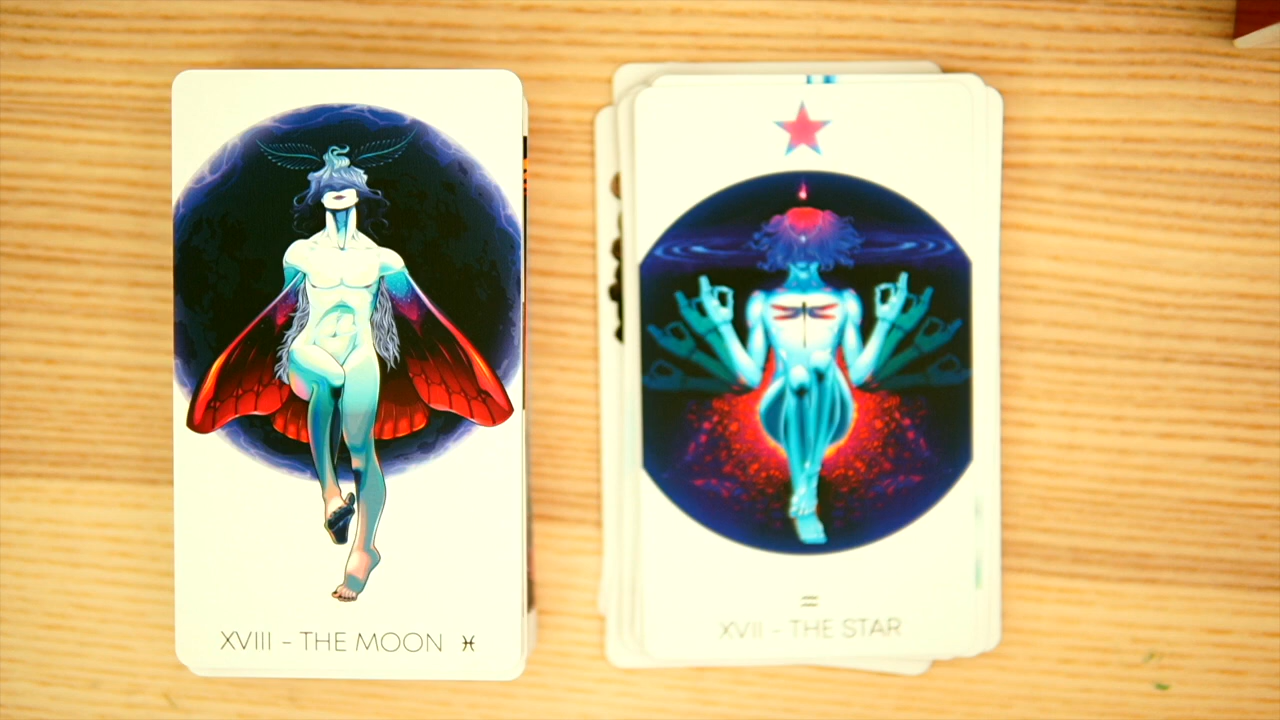 XVIII - THE MOON ♓
XVII - THE STAR